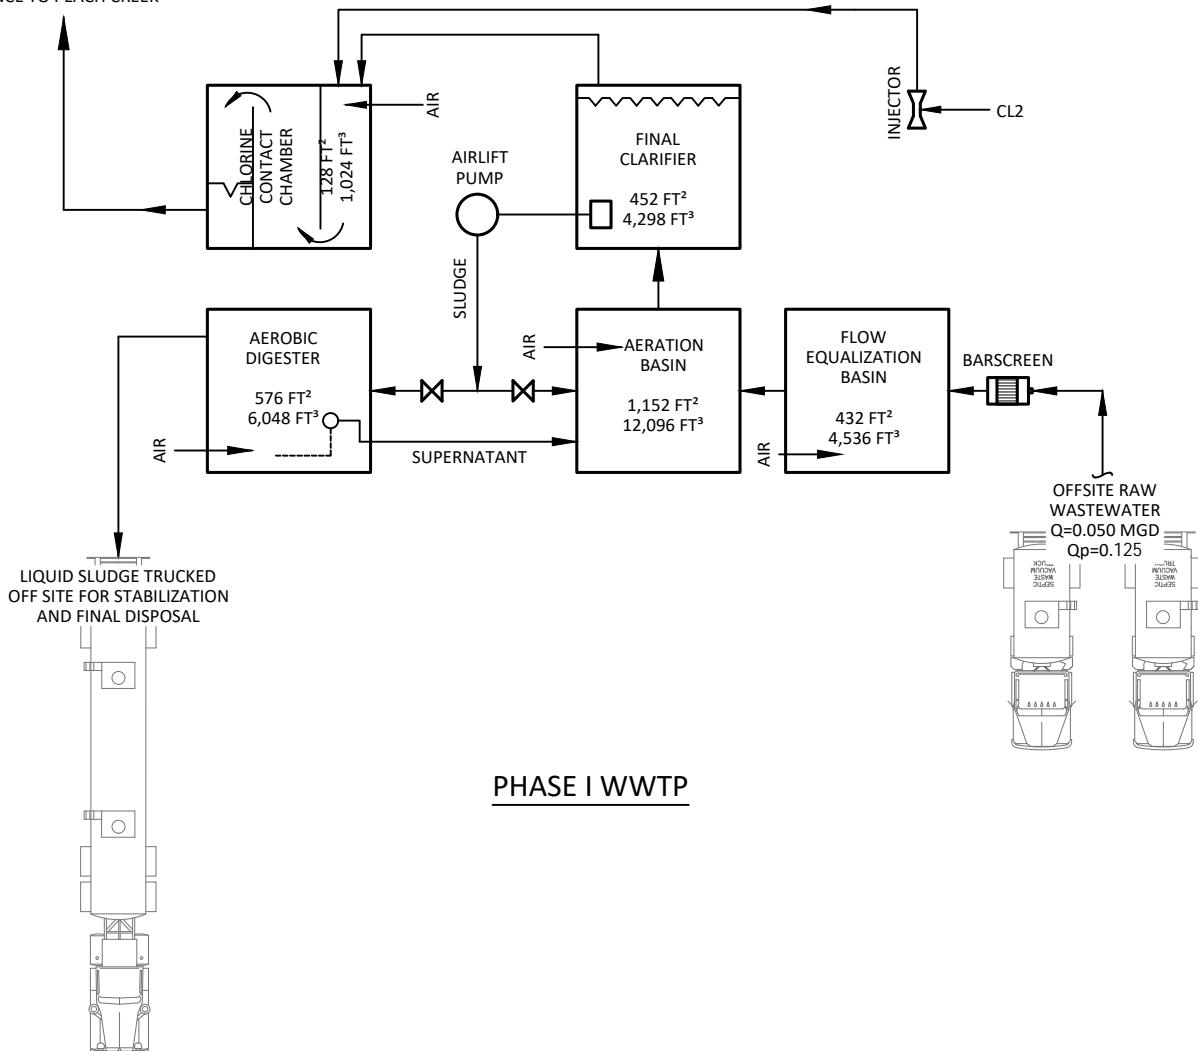 TO PEACH CREEK
CHLORINE
CONTACT
CHAMBER
128 FT²
1,024 FT³
AIR
AIRLIFT
PUMP
FINAL
CLARIFIER
452 FT²
4,298 FT³
INJECTOR
CL2
SLUDGE
AEROBIC
DIGESTER
576 FT²
6,048 FT³
AIR
SUPERNATANT
AIR
AERATION
BASIN
1,152 FT²
12,096 FT³
FLOW
EQUALIZATION
BASIN
432 FT²
4,536 FT³
AIR
BARSCREEN
OFFSITE RAW
WASTEWATER
Q=0.050 MGD
Qp=0.125
SEPTIC
WASTE
VACUUM
TRUCK
SEPTIC
WASTE
VACUUM
LIQUID SLUDGE TRUCKED
OFF SITE FOR STABILIZATION
AND FINAL DISPOSAL
PHASE I WWTP